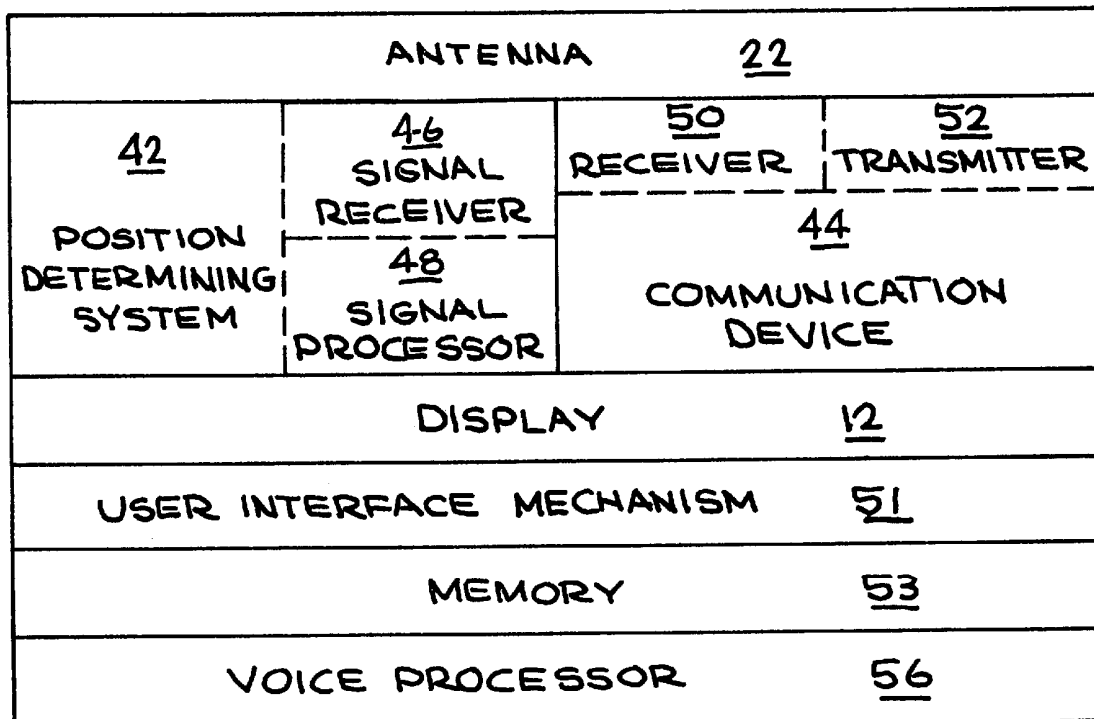 ANTENNA 22
42
POSITION
DETERMINING
SYSTEM
46
SIGNAL
RECEIVER
48
SIGNAL
PROCESSOR
50
RECEIVER
52
TRANSMITTER
44
COMMUNICATION
DEVICE
DISPLAY 12
USER INTERFACE MECHANISM 51
MEMORY 53
VOICE PROCESSOR 56